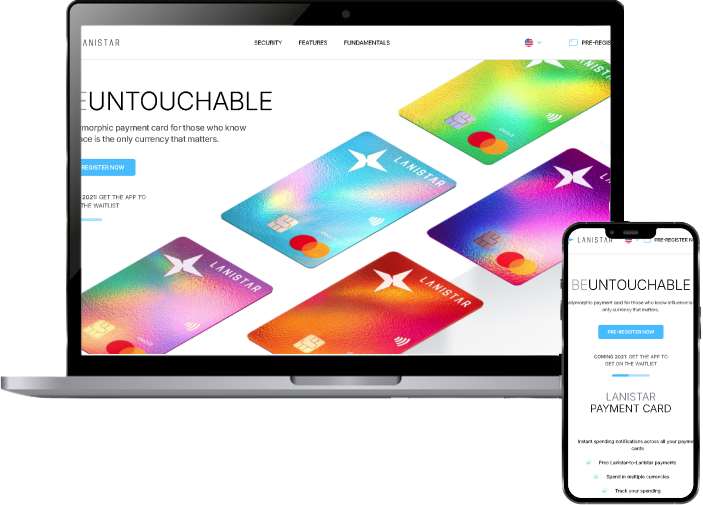 LANISTAR
SECURITY FEATURES FUNDAMENTALS
PRE-REGIS
BEUNTOUCHABLE
lymorphic payment card for those who know
nce is the only currency that matters.
REGISTER NOW
2021! GET THE APP TO
THE WAITLIST
LANISTAR
debit
LANISTAR
debit
LANISTAR
LANISTAR
LANISTAR
LANISTAR
PRE-REGISTER N
BEUNTOUCHABLE
olymorphic payment card for those who know influence is
only currency that matters.
PRE-REGISTER NOW
COMING 2021! GET THE APP TO
GET ON THE WAITLIST
LANISTAR
PAYMENT CARD
Instant spending notifications across all your payme
cards
Free Lanistar-to-Lanistar payments
Spend in multiple currencies
Track your spending